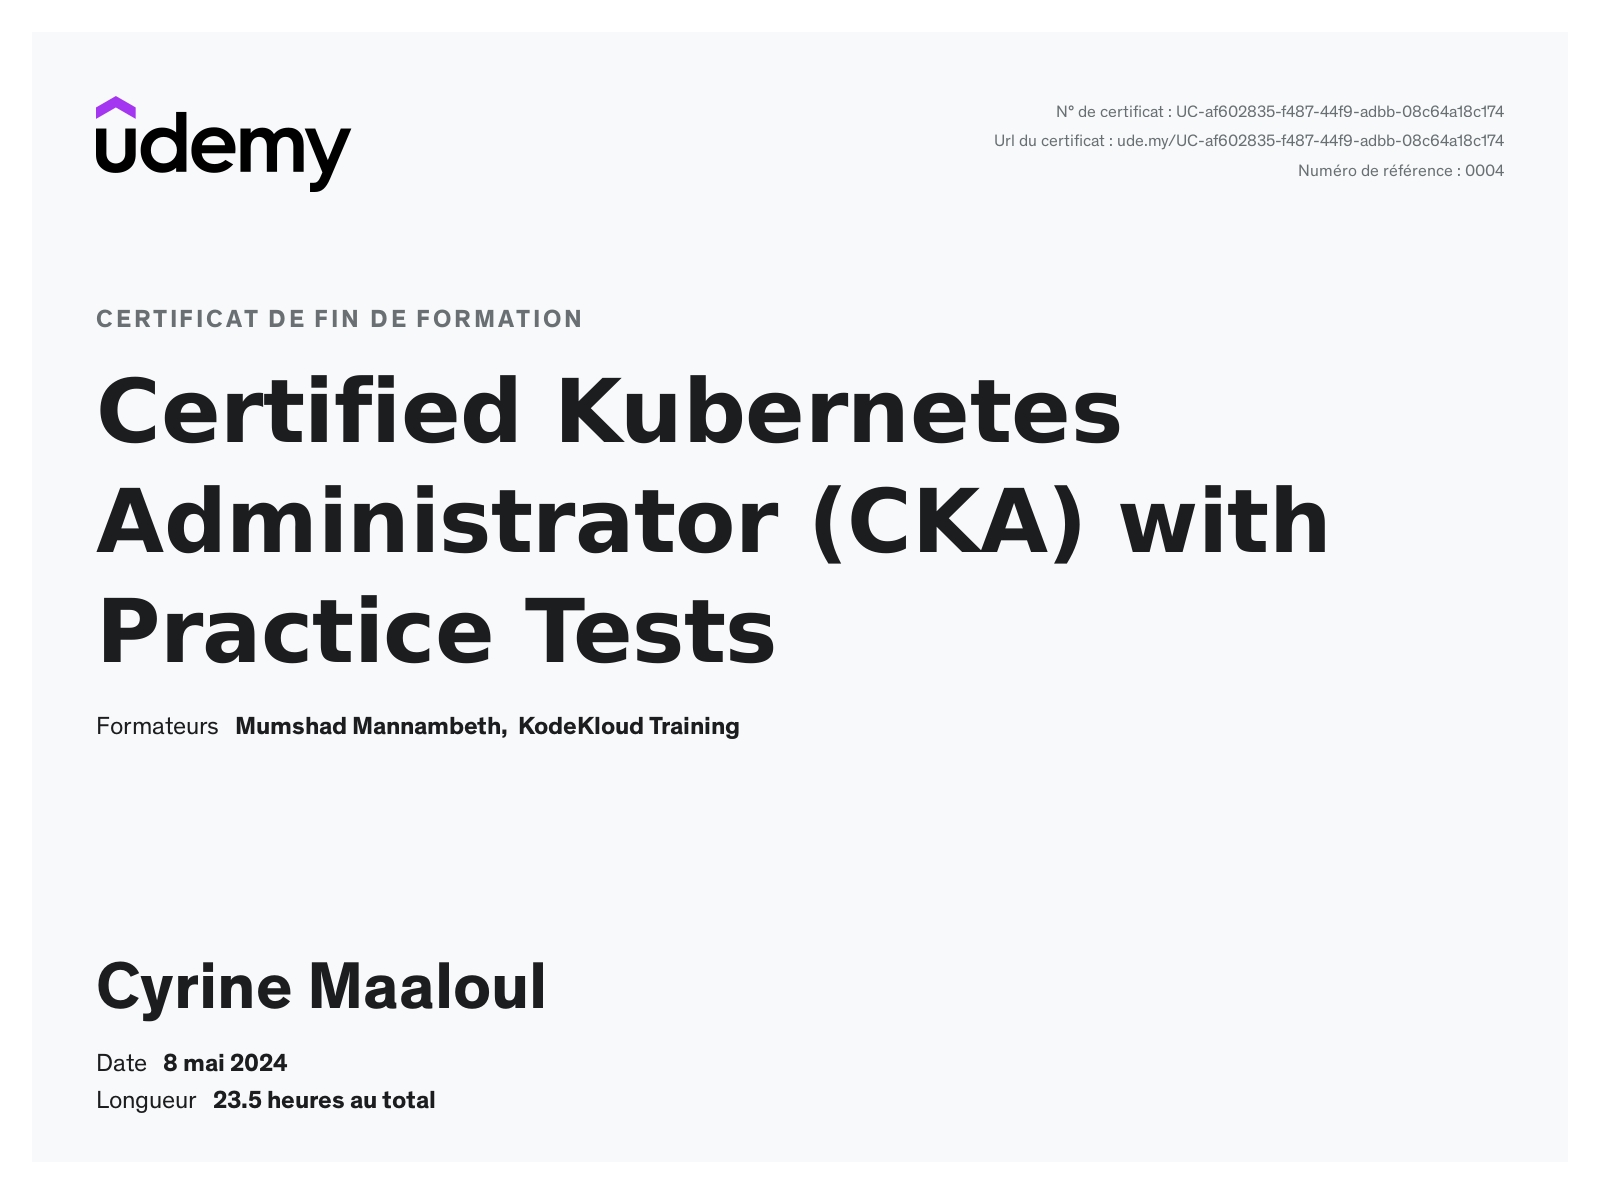 udemy
N° de certificat : UC-af602835-f487-44f9-adbb-08c64a18c174
Url du certificat : ude.my/UC-af602835-f487-44f9-adbb-08c64a18c174
Numéro de référence : 0004
CERTIFICAT DE FIN DE FORMATION
Certified Kubernetes
Administrator (CKA) with
Practice Tests
Formateurs Mumshad Mannambeth, KodeKloud Training
Cyrine Maaloul
Date 8 mai 2024
Longueur 23.5 heures au total